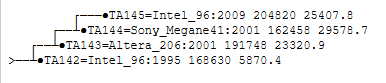 TA145=Intel_96:2009 204820 25407.8
TA144=Sony_Megane41:2001 162458 29578.7
TA143=Altera_206:2001 191748 23320.9
>TA142=Intel_96:1995 168630 5870.4